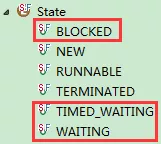 State
BLOCKED
NEW
RUNNABLE
TERMINATED
TIMED_WAITING
WAITING